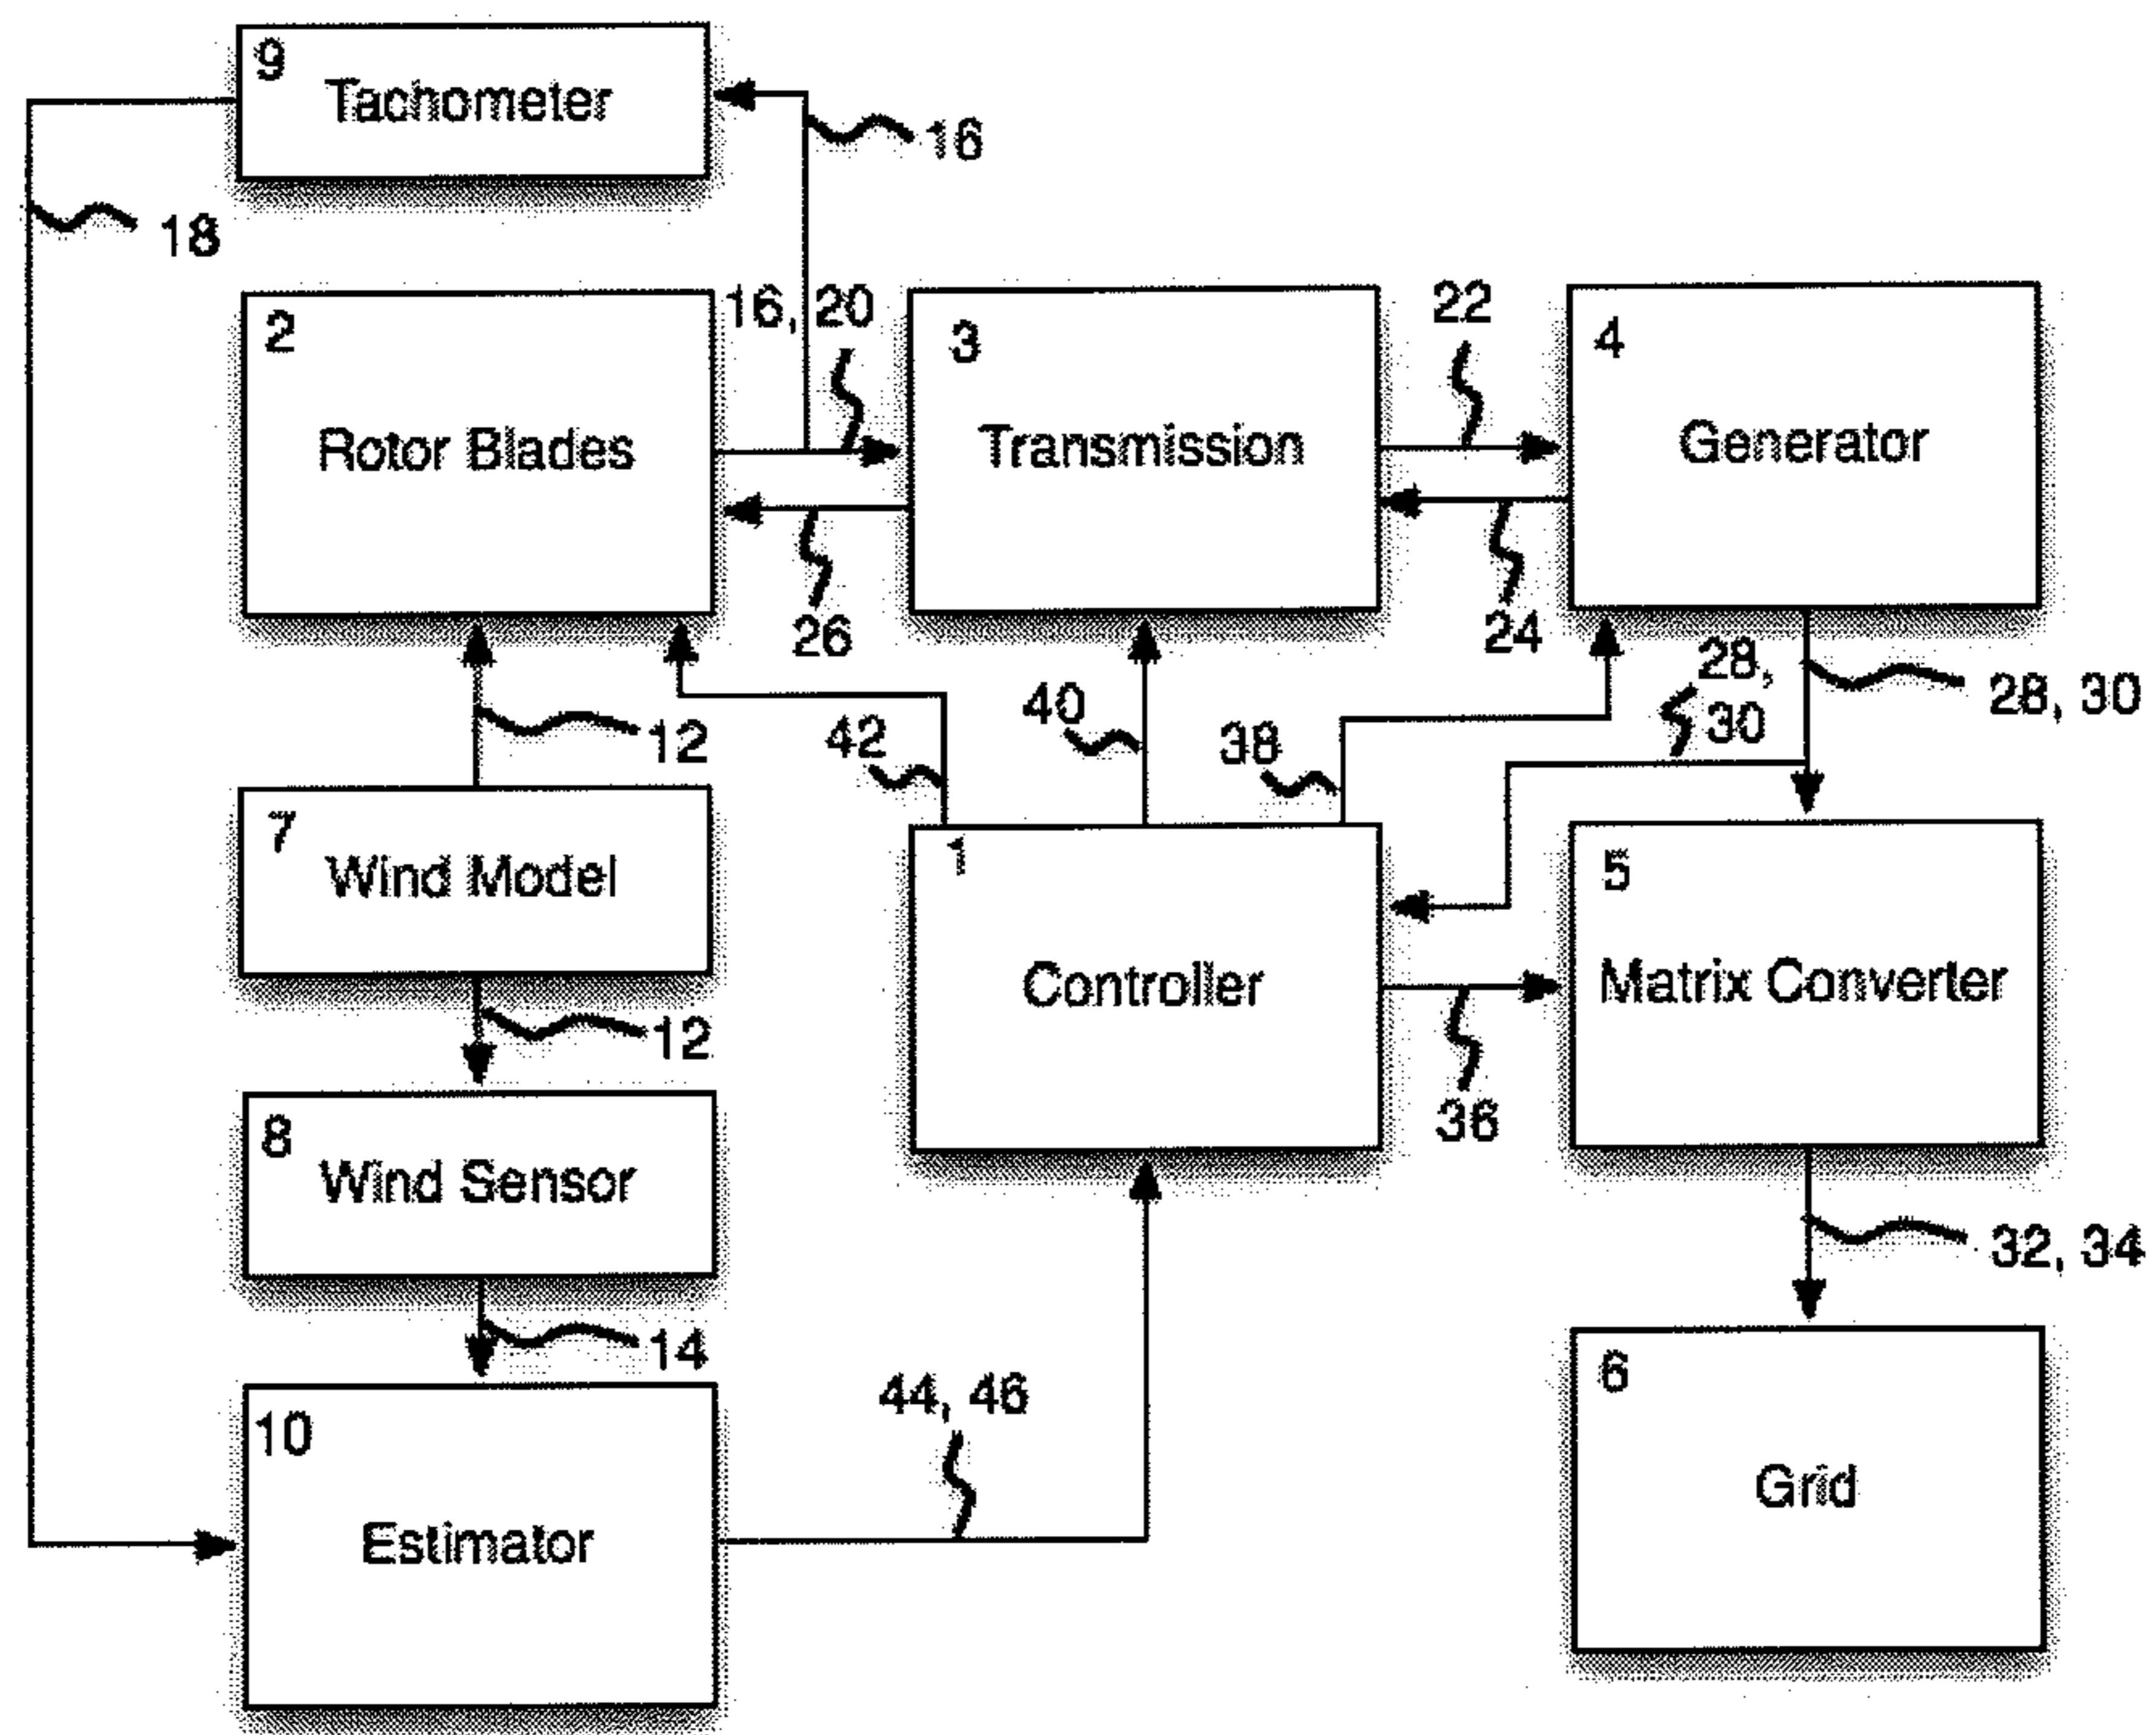 9
Tachometer
16
18
2
Rotor Blades
16, 20
3
Transmission
22
4
Generator
26
24
28,
30
28, 30
12
42
40
38
7
Wind Model
1
Controller
5
Matrix Converter
12
36
8
Wind Sensor
32, 34
14
44, 46
6
Grid
10
Estimator